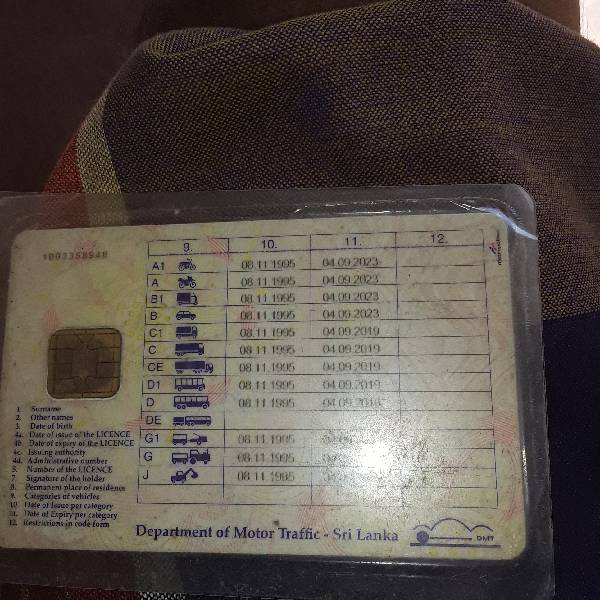 1003358948
9. 10. 11. 12.
A1 08.11.1995 04.09.2023
A 08.11.1995 04.09.2023
B1 08.11.1995 04.09.2023
B 08.11.1995 04.09.2023
C1 08.11.1995 04.09.2019
C 08.11.1995 04.09.2019
CE 08.11.1995 04.09.2019
D1 08.11.1995 04.09.2019
D 08.11.1995
DE
G1 08.11.1995
G 08.11.1995
J 08.11.1995
1. Surname
2. Other names
3. Date of birth
4a. Date of issue of the LICENCE
4b. Date of expiry of the LICENCE
4c. Issuing authority
4d. Administrative number
5. Number of the LICENCE
7. Signature of the holder
8. Permanent place of residence
9. Categories of vehicles
10. Date of Issue per category
11. Date of Expiry per category
12. Restrictions in code form
Department of Motor Traffic - Sri Lanka
DMT